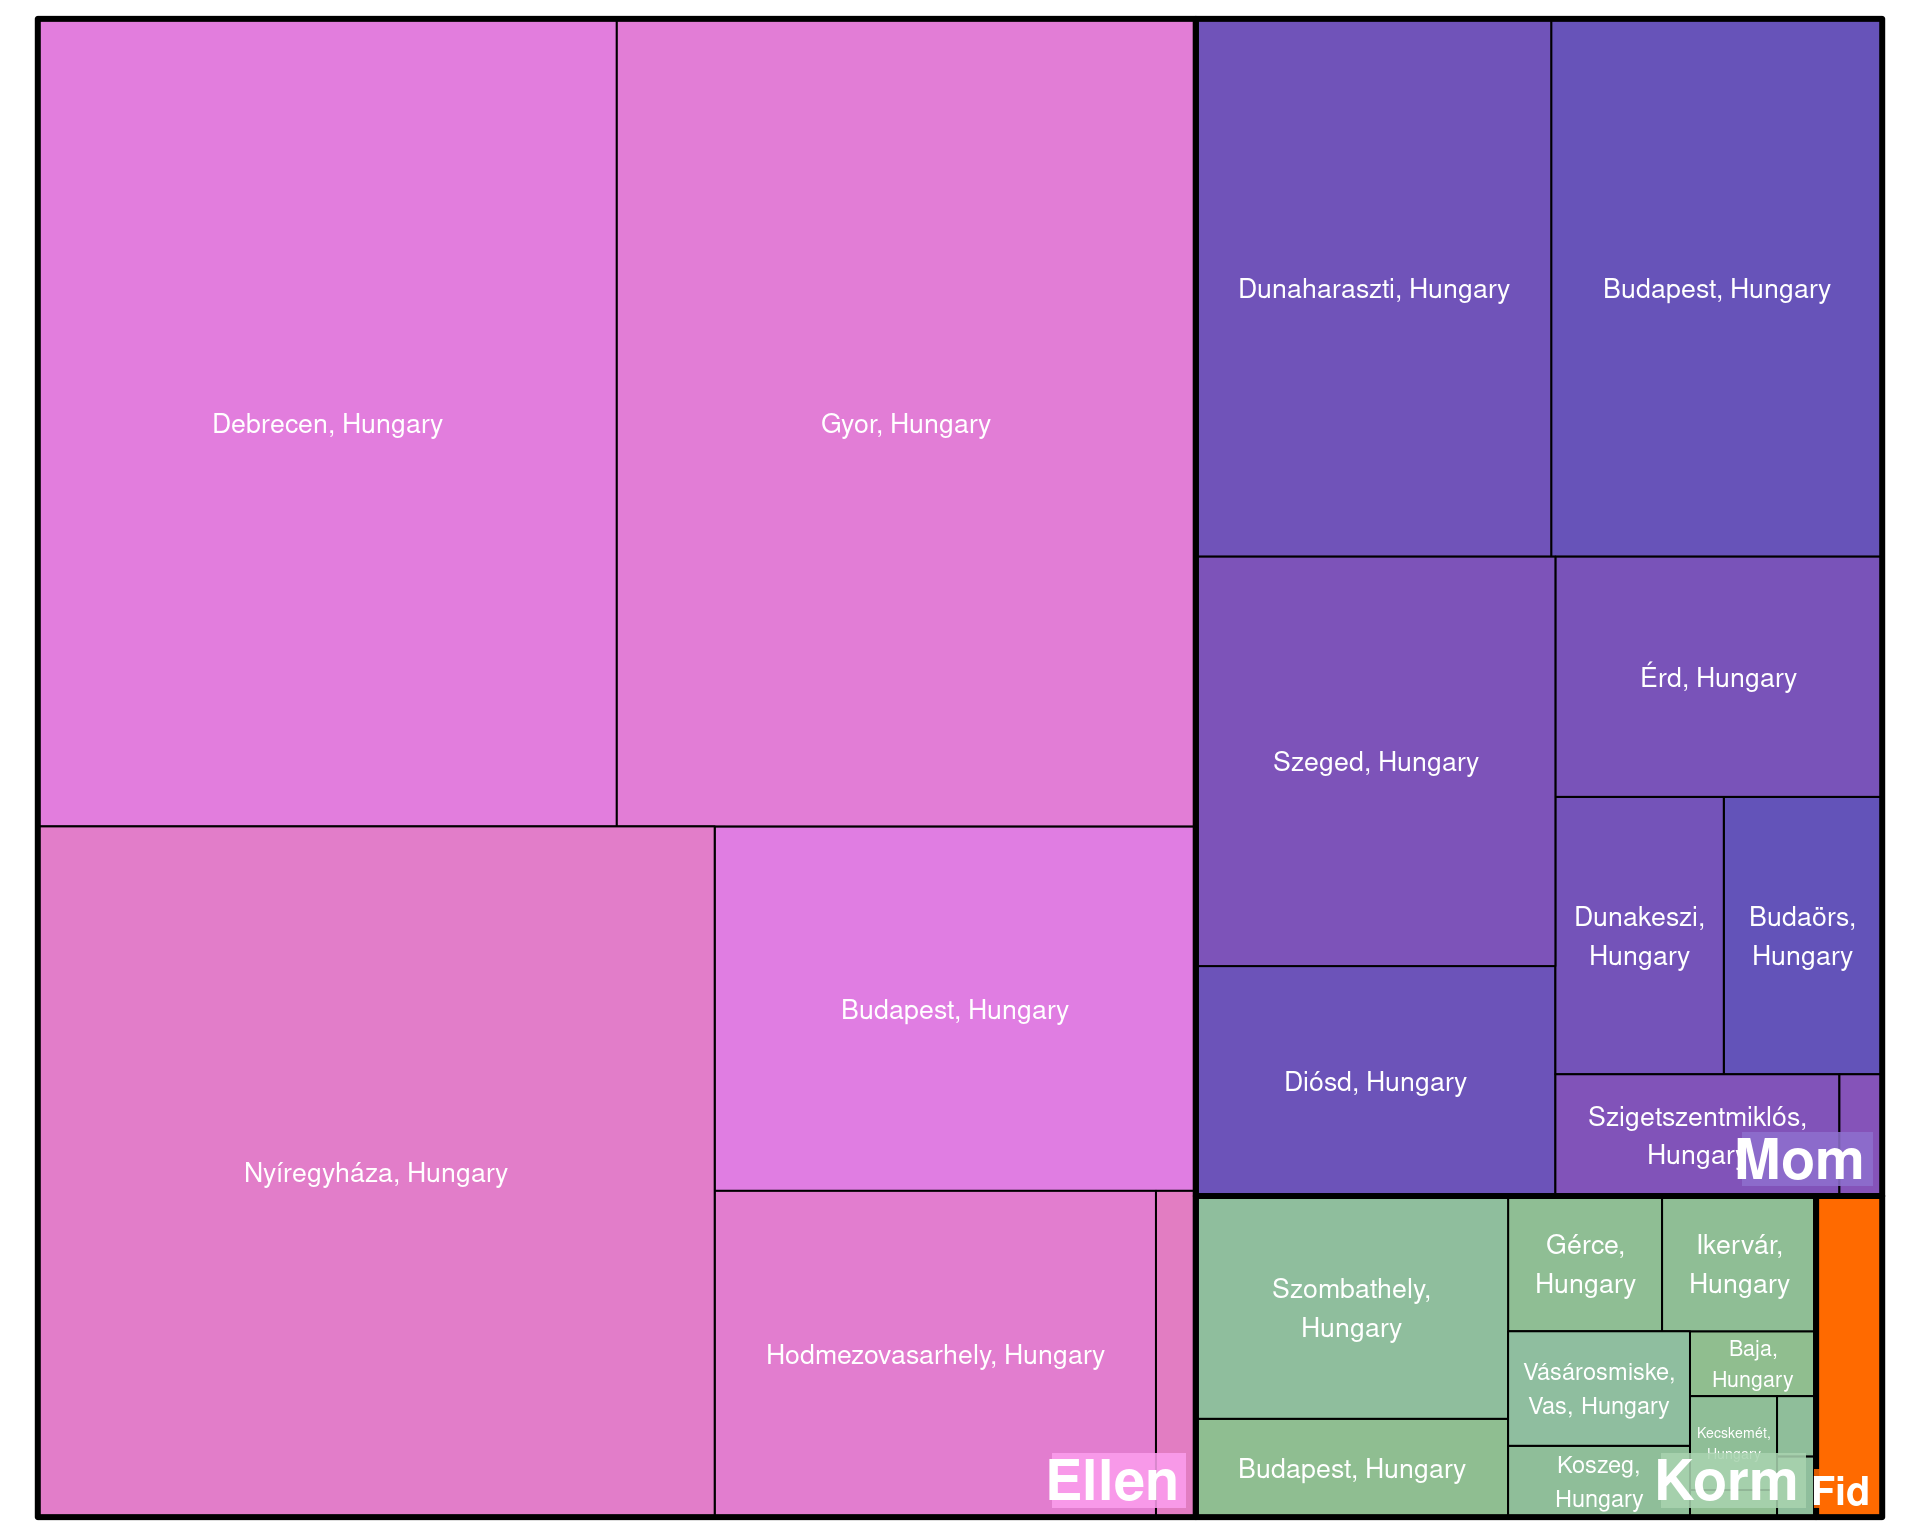 Debrecen, Hungary
Gyor, Hungary
Nyíregyháza, Hungary
Budapest, Hungary
Hodmezovasarhely, Hungary
Ellen
Dunaharaszti, Hungary
Budapest, Hungary
Szeged, Hungary
Érd, Hungary
Dunakeszi,
Hungary
Budaörs,
Hungary
Diósd, Hungary
Szigetszentmiklós,
Hungary
Mom
Szombathely,
Hungary
Gérce,
Hungary
Ikervár,
Hungary
Vásárosmiske,
Vas, Hungary
Baja,
Hungary
Kecskemét,
Hungary
Budapest, Hungary
Koszeg,
Hungary
Korm
Fid